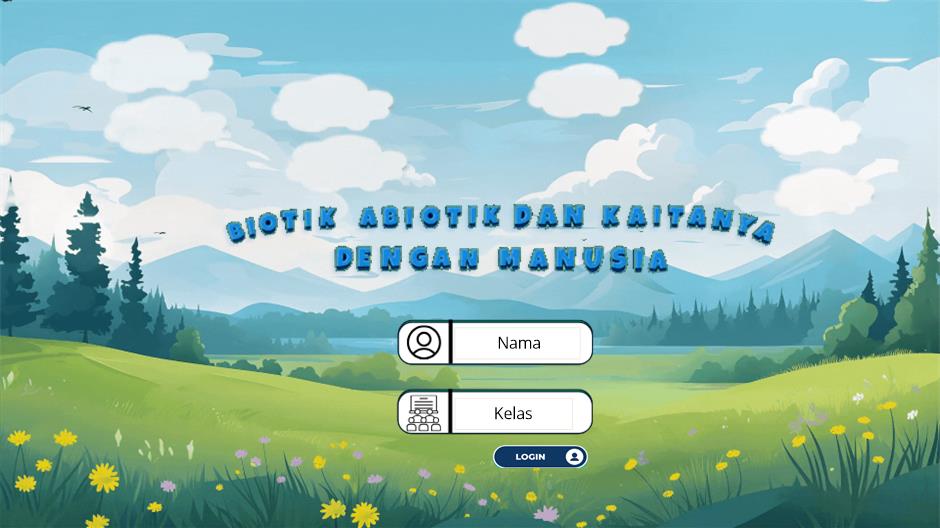 BIOTIK ABIOTIK DAN KAITANYA
DENGAN MANUSIA
Nama
Kelas
LOGIN